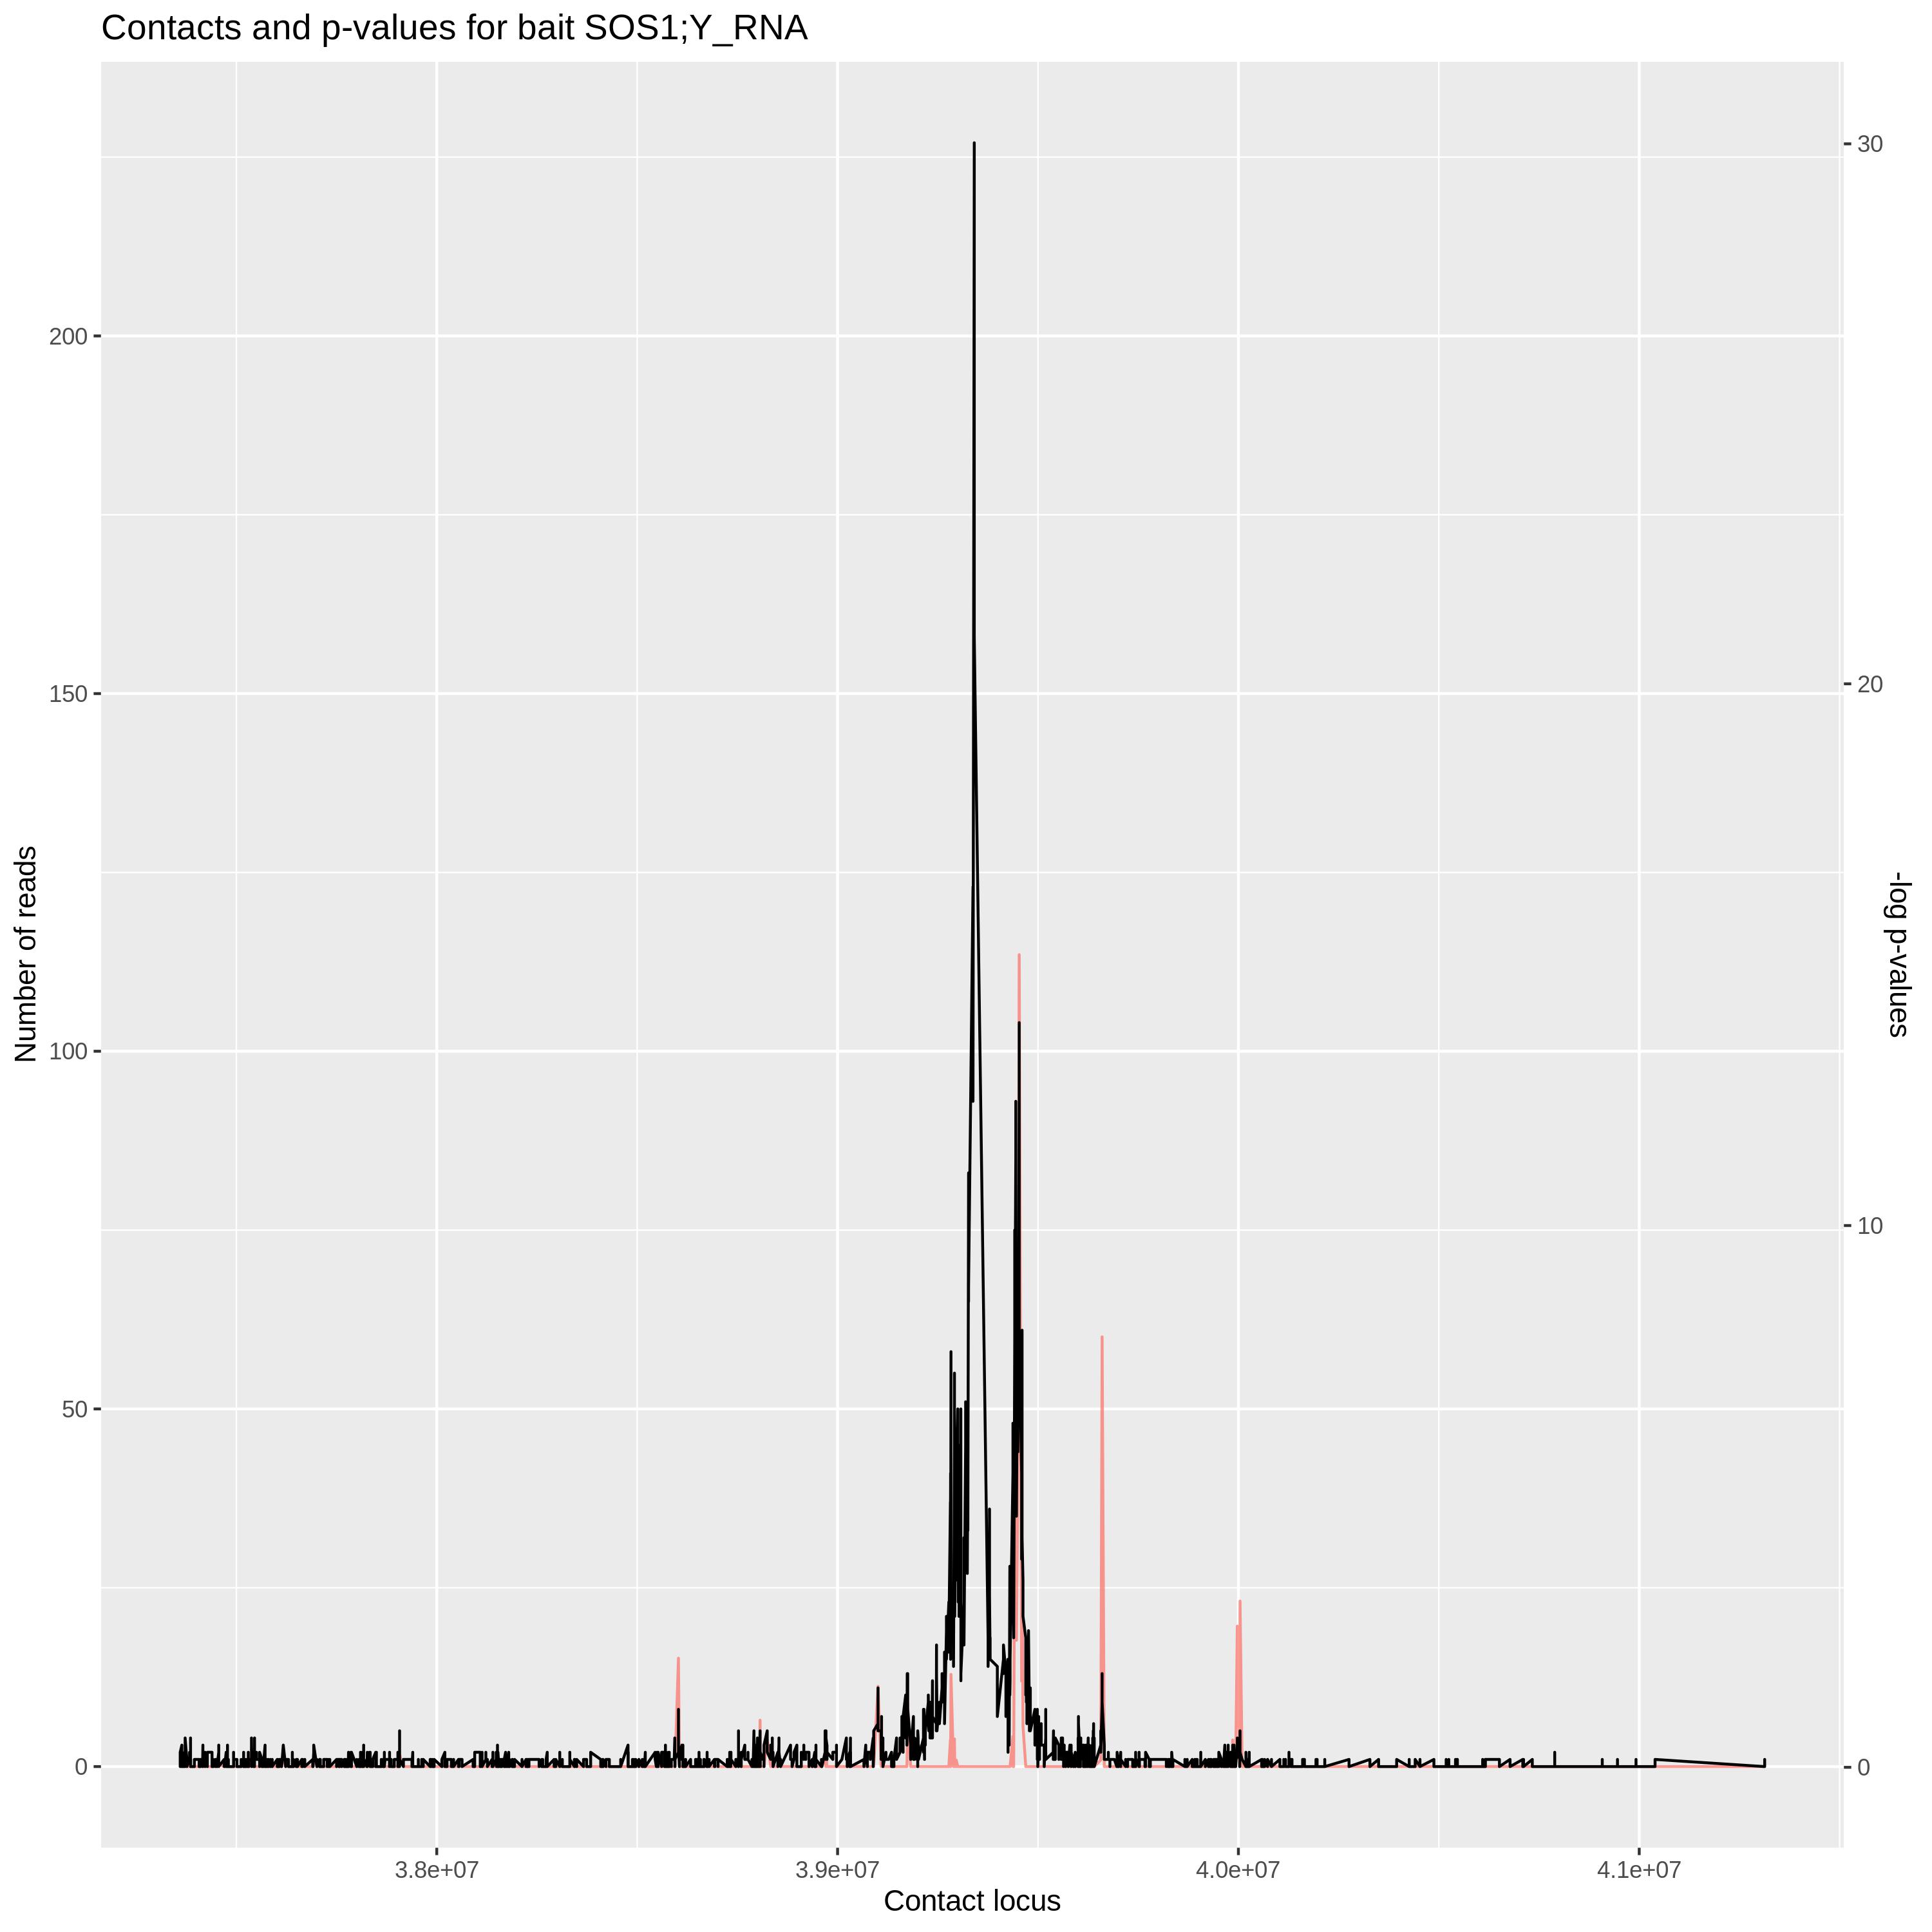 Contacts and p-values for bait SOS1;Y_RNA
Number of reads
200
150
100
50
0
30
20
10
0
-log p-values
3.8e+07 3.9e+07 4.0e+07 4.1e+07
Contact locus